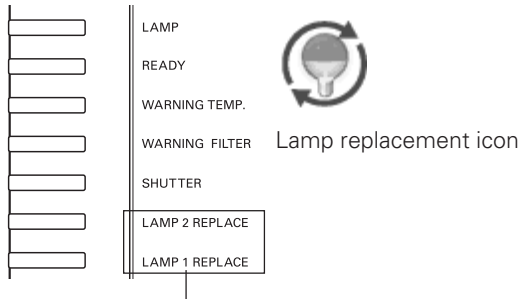 LAMP
READY
WARNING TEMP.
WARNING FILTER
SHUTTER
LAMP 2 REPLACE
LAMP 1 REPLACE
Lamp replacement icon